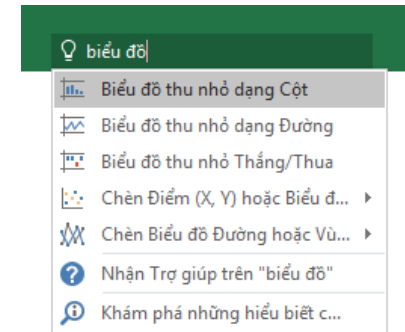 biểu đồ
Biểu đồ thu nhỏ dạng Cột
Biểu đồ thu nhỏ dạng Đường
Biểu đồ thu nhỏ Thắng/Thua
Chèn Điểm (X, Y) hoặc Biểu đ...
Chèn Biểu đồ Đường hoặc Vù...
Nhận Trợ giúp trên "biểu đồ"
Khám phá những hiểu biết c...